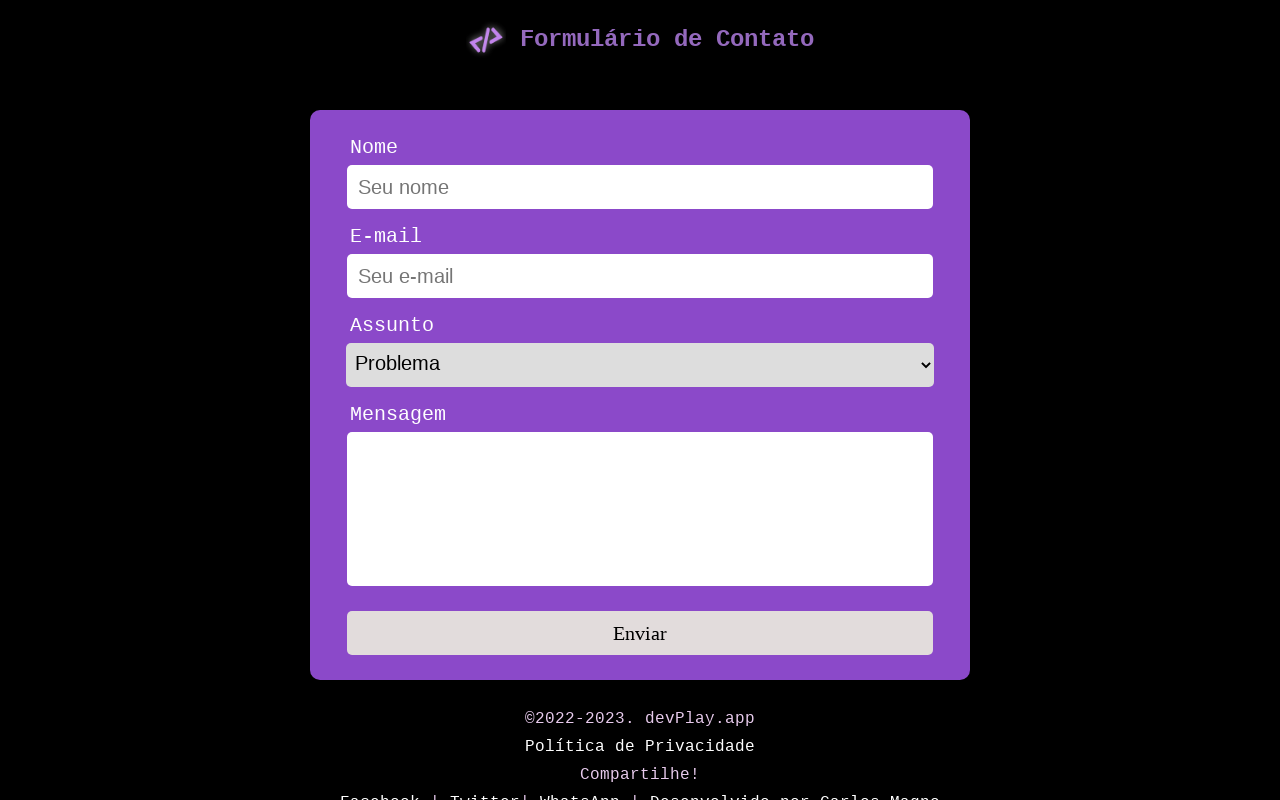 </> Formulário de Contato
Nome
Seu nome
E-mail
Seu e-mail
Assunto
Problema
Mensagem
Enviar
©2022-2023. devPlay.app
Política de Privacidade
Compartilhe!
Facebook | Twitter| WhatsApp | Desenvolvido por Carlos Magno